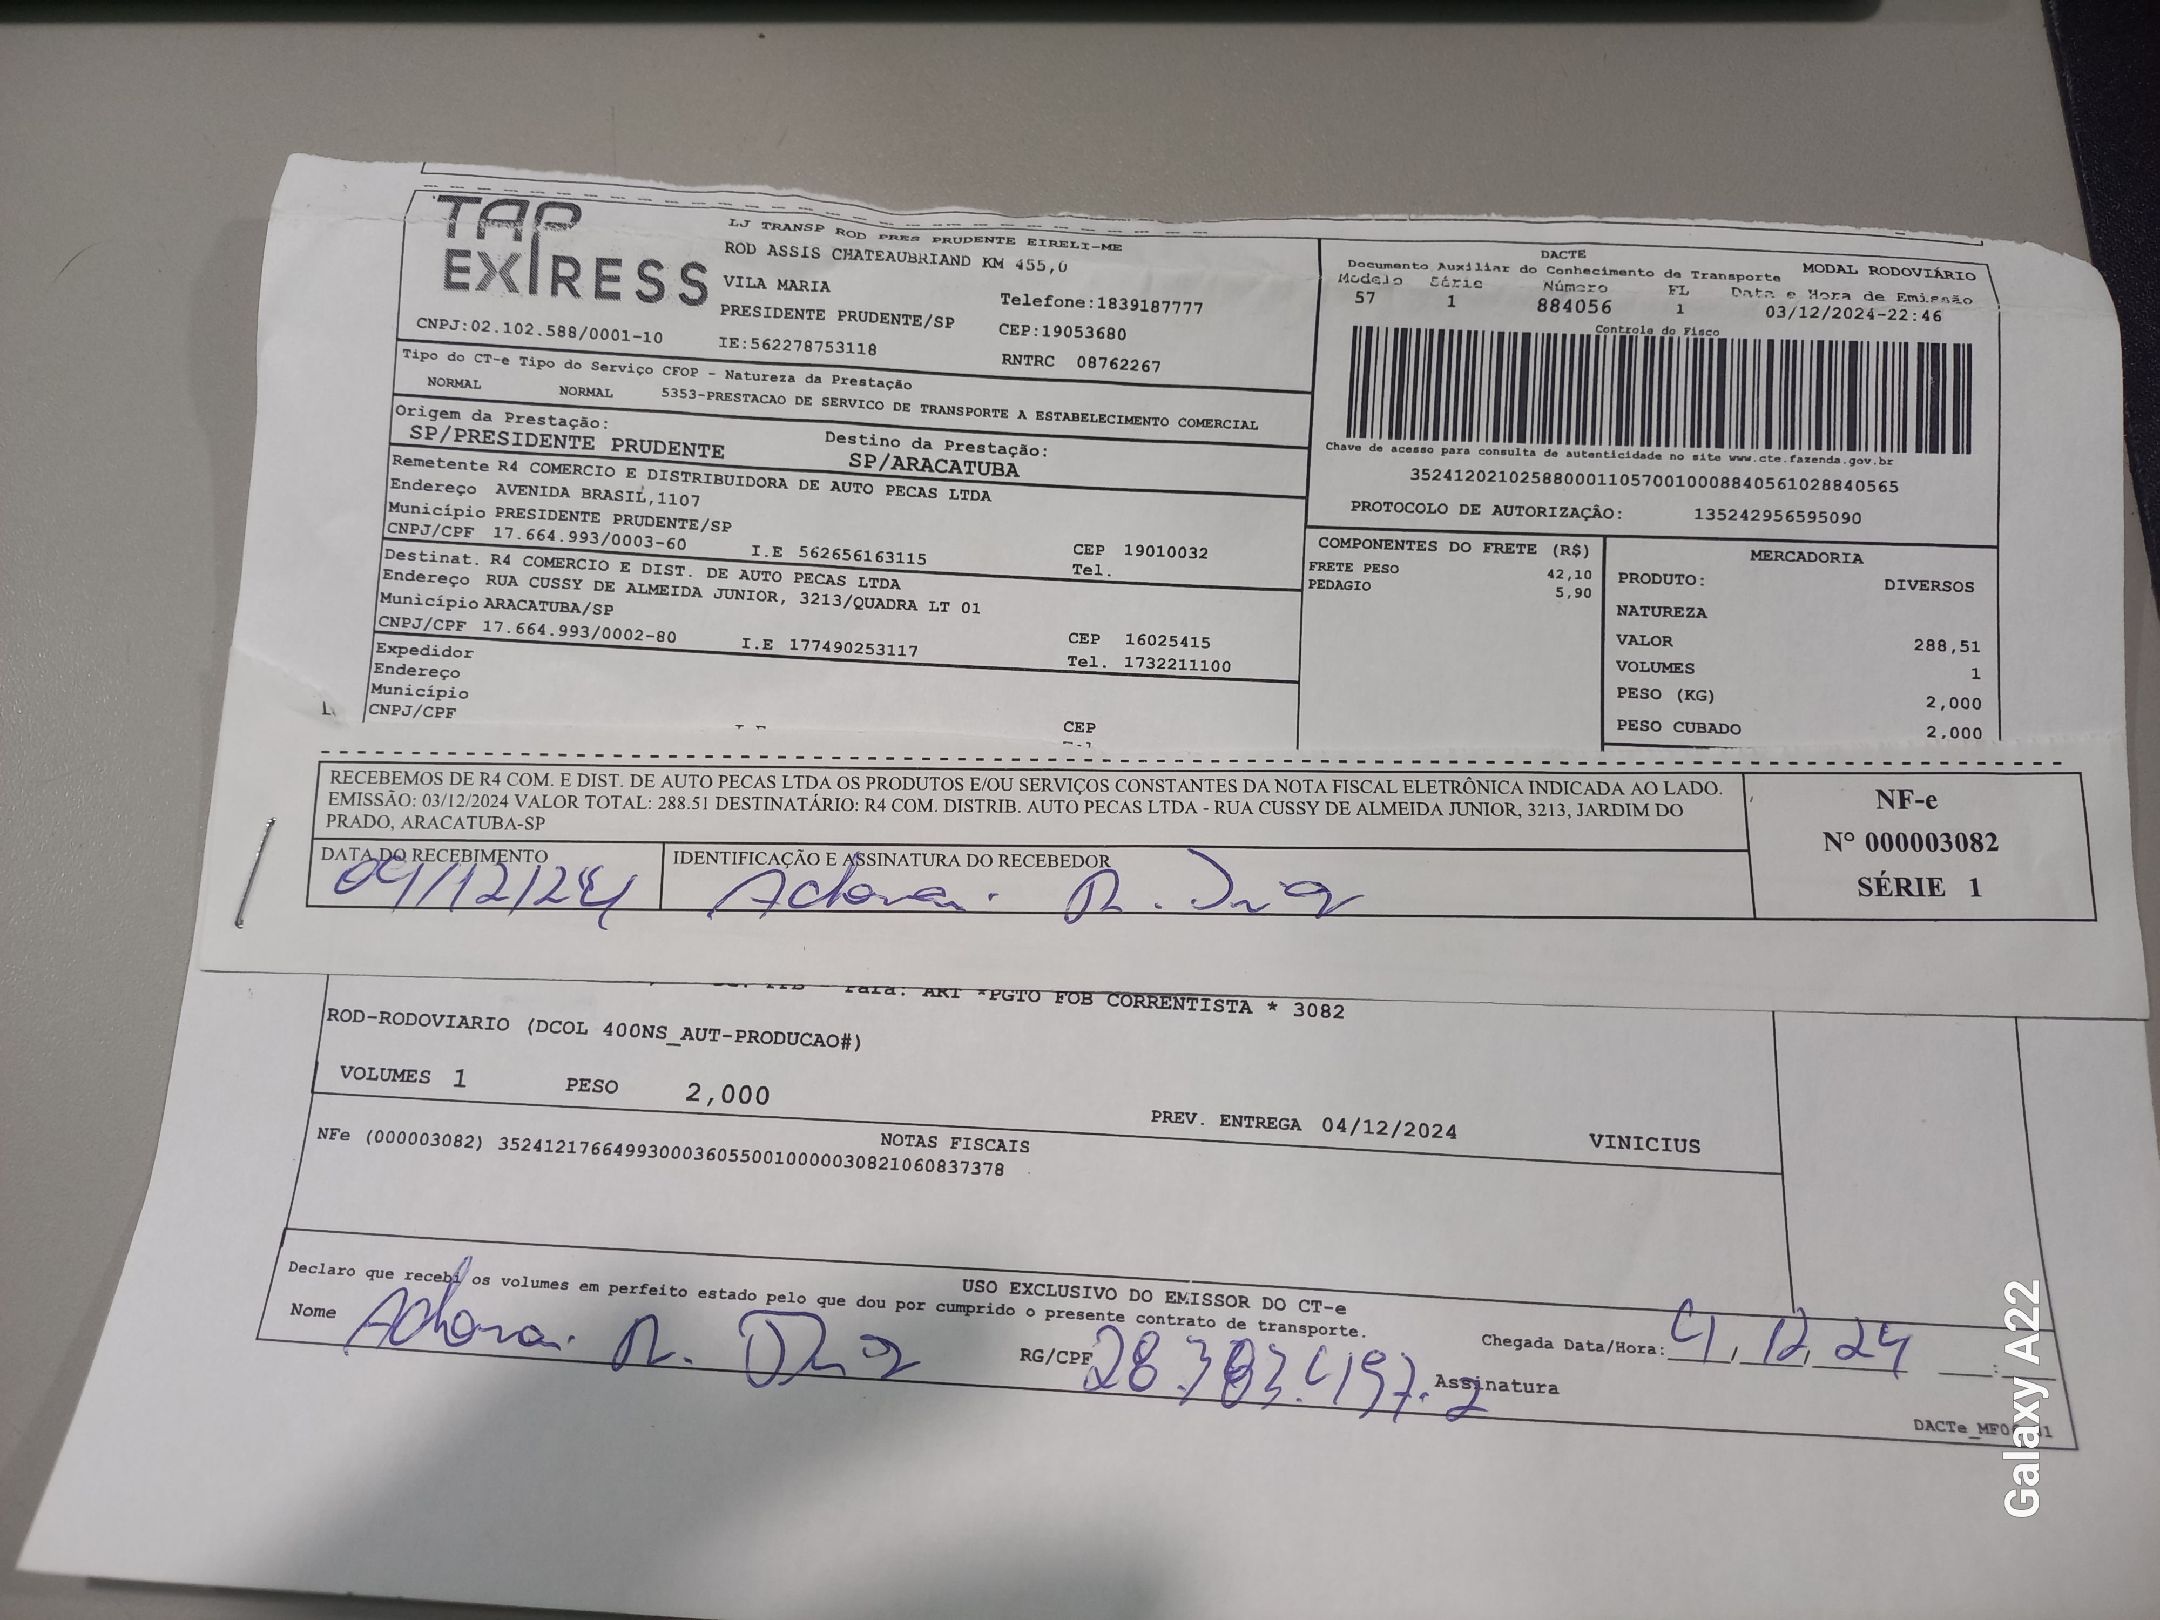 TAP EXPRESS
LJ TRANSP ROD PRES PRUDENTE EIRELI-ME
ROD ASSIS CHATEAUBRIAND KM 455,0
VILA MARIA
PRESIDENTE PRUDENTE/SP
Telefone:1839187777
CEP:19053680
CNPJ:02.102.588/0001-10
IE:562278753118
RNTRC 08762267
DACTE
Documento Auxiliar do Conhecimento de Transporte
MODAL RODOVIÁRIO
Modelo Série Número FL Data e Hora de Emissão
57 1 884056 1 03/12/2024-22:46
Controle do Fisco
Chave de acesso para consulta de autenticidade no site www.cte.fazenda.gov.br
35241202102588000110570010008840561028840565
PROTOCOLO DE AUTORIZAÇÂO: 135242956595090
Tipo do CT-e Tipo do Serviço CFOP - Natureza da Prestação
NORMAL NORMAL 5353-PRESTACAO DE SERVICO DE TRANSPORTE A ESTABELECIMENTO COMERCIAL
Origem da Prestação:
SP/PRESIDENTE PRUDENTE
Destino da Prestação:
SP/ARACATUBA
Remetente R4 COMERCIO E DISTRIBUIDORA DE AUTO PECAS LTDA
Endereço AVENIDA BRASIL,1107
Município PRESIDENTE PRUDENTE/SP
CNPJ/CPF 17.664.993/0003-60 I.E 562656163115 CEP 19010032
Tel.
Destinat. R4 COMERCIO E DIST. DE AUTO PECAS LTDA
Endereço RUA CUSSY DE ALMEIDA JUNIOR, 3213/QUADRA LT 01
Município ARACATUBA/SP
CNPJ/CPF 17.664.993/0002-80 I.E 177490253117 CEP 16025415
Tel. 1732211100
Expedidor
Endereço
Município
CNPJ/CPF
CEP
COMPONENTES DO FRETE (R$)
FRETE PESO 42,10
PEDAGIO 5,90
MERCADORIA
PRODUTO: DIVERSOS
NATUREZA
VALOR 288,51
VOLUMES 1
PESO (KG) 2,000
PESO CUBADO 2,000
RECEBEMOS DE R4 COM. E DIST. DE AUTO PECAS LTDA OS PRODUTOS E/OU SERVIÇOS CONSTANTES DA NOTA FISCAL ELETRÔNICA INDICADA AO LADO.
EMISSÃO: 03/12/2024 VALOR TOTAL: 288.51 DESTINATÁRIO: R4 COM. DISTRIB. AUTO PECAS LTDA - RUA CUSSY DE ALMEIDA JUNIOR, 3213, JARDIM DO
PRADO, ARACATUBA-SP
DATA DO RECEBIMENTO
04/12/24
IDENTIFICAÇÃO E ASSINATURA DO RECEBEDOR
NF-e
Nº 000003082
SÉRIE 1
Para: ART *PGTO FOB CORRENTISTA * 3082
ROD-RODOVIARIO (DCOL 400NS_AUT-PRODUCAO#)
VOLUMES 1 PESO 2,000
PREV. ENTREGA 04/12/2024 VINICIUS
NOTAS FISCAIS
NFe (000003082) 35241217664993000360550010000030821060837378
USO EXCLUSIVO DO EMISSOR DO CT-e
Declaro que recebi os volumes em perfeito estado pelo que dou por cumprido o presente contrato de transporte.
Nome
RG/CPF 28.383.497.2
Assinatura
Chegada Data/Hora: 4, 12, 24
Galaxy A22